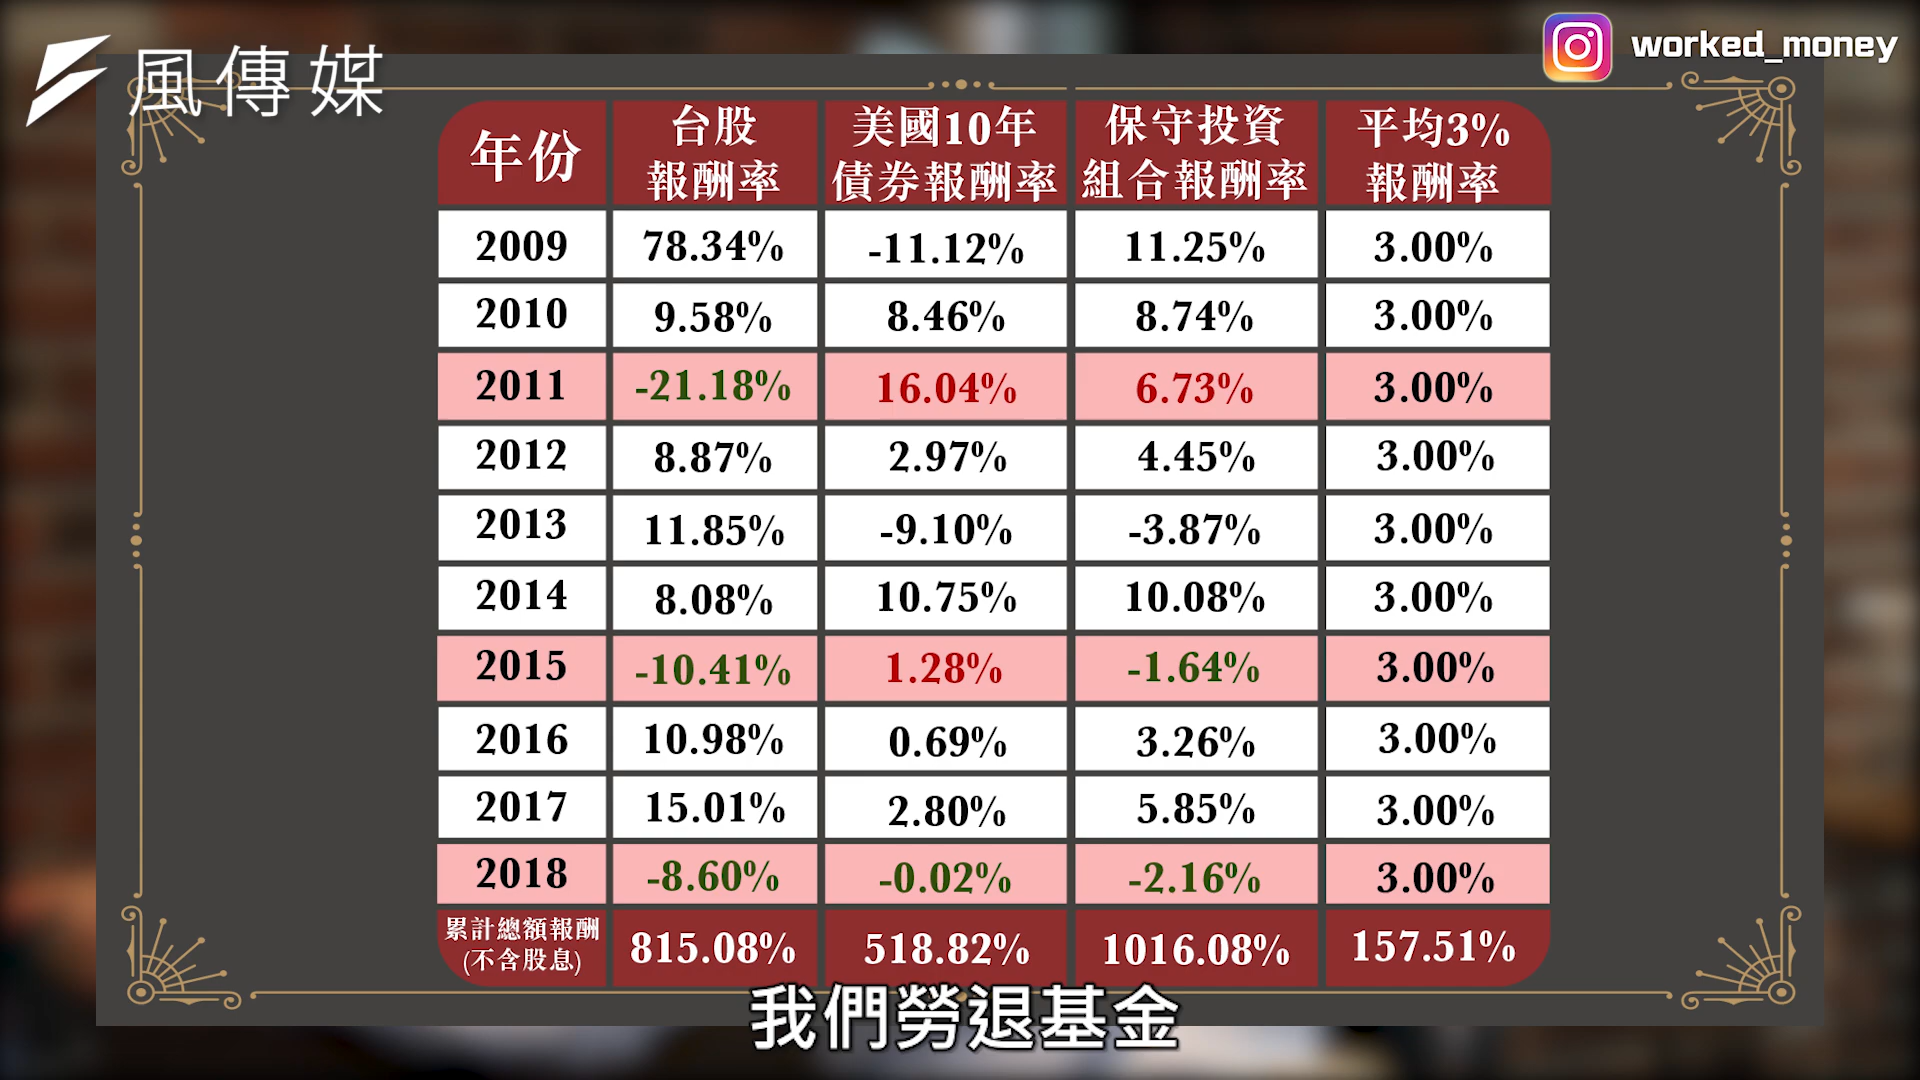 風傳媒
worked_money
年份 台股報酬率 美國10年債券報酬率 保守投資組合報酬率 平均3%報酬率
2009 78.34% -11.12% 11.25% 3.00%
2010 9.58% 8.46% 8.74% 3.00%
2011 -21.18% 16.04% 6.73% 3.00%
2012 8.87% 2.97% 4.45% 3.00%
2013 11.85% -9.10% -3.87% 3.00%
2014 8.08% 10.75% 10.08% 3.00%
2015 -10.41% 1.28% -1.64% 3.00%
2016 10.98% 0.69% 3.26% 3.00%
2017 15.01% 2.80% 5.85% 3.00%
2018 -8.60% -0.02% -2.16% 3.00%
累計總額報酬(不含股息) 815.08% 518.82% 1016.08% 157.51%
我們勞退基金